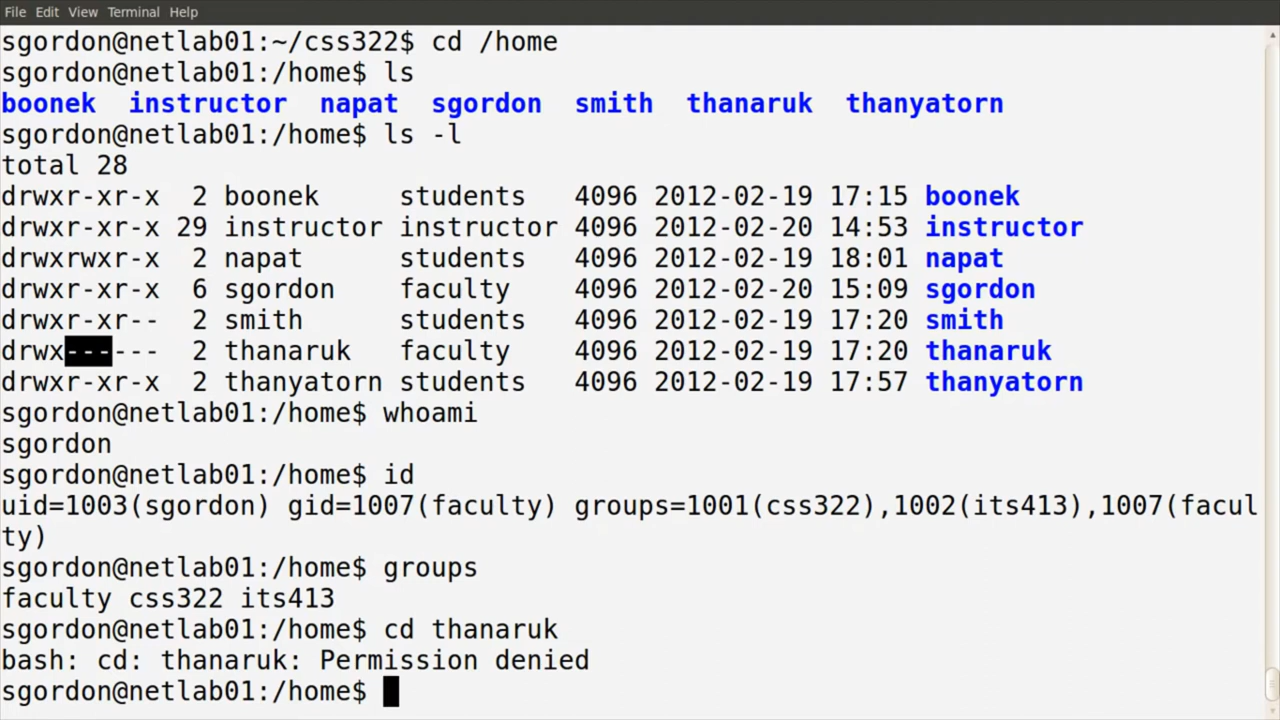 File Edit View Terminal Help
sgordon@netlab01:~/css322$ cd /home
sgordon@netlab01:/home$ ls
boonek  instructor  napat  sgordon  smith  thanaruk  thanyatorn
sgordon@netlab01:/home$ ls -l
total 28
drwxr-xr-x  2 boonek     students   4096 2012-02-19 17:15 boonek
drwxr-xr-x 29 instructor instructor 4096 2012-02-20 14:53 instructor
drwxrwxr-x  2 napat      students   4096 2012-02-19 18:01 napat
drwxr-xr-x  6 sgordon    faculty    4096 2012-02-20 15:09 sgordon
drwxr-xr--  2 smith      students   4096 2012-02-19 17:20 smith
drwx------  2 thanaruk   faculty    4096 2012-02-19 17:20 thanaruk
drwxr-xr-x  2 thanyatorn students   4096 2012-02-19 17:57 thanyatorn
sgordon@netlab01:/home$ whoami
sgordon
sgordon@netlab01:/home$ id
uid=1003(sgordon) gid=1007(faculty) groups=1001(css322),1002(its413),1007(facul
ty)
sgordon@netlab01:/home$ groups
faculty css322 its413
sgordon@netlab01:/home$ cd thanaruk
bash: cd: thanaruk: Permission denied
sgordon@netlab01:/home$